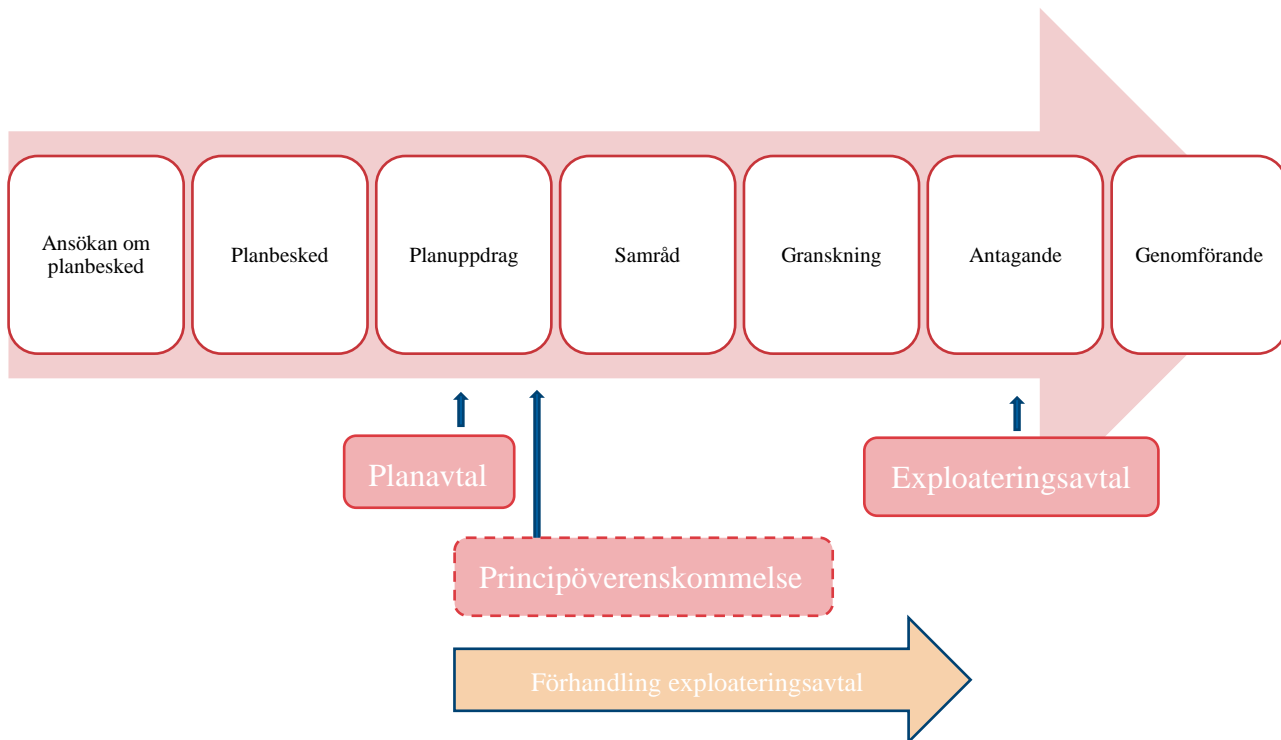 Ansökan om
planbesked
Planbesked
Planuppdrag
Samråd
Granskning
Antagande
Genomförande
Planavtal
Exploateringsavtal
Principöverenskommelse
Förhandling exploateringsavtal